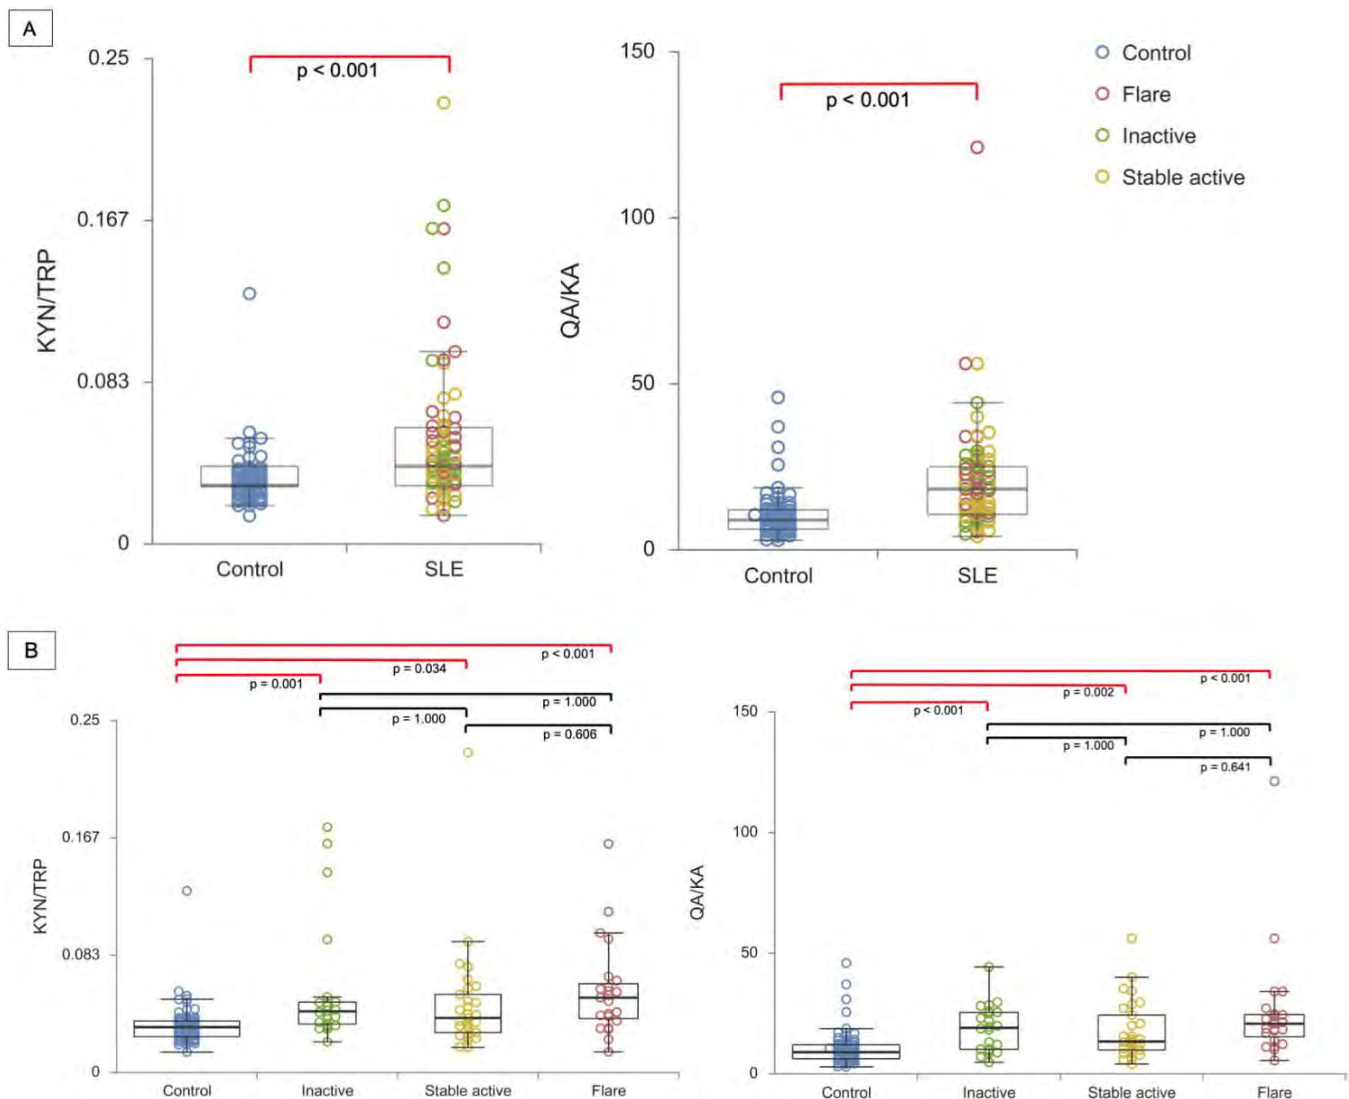 A
0.25
0.167
0.083
0
KYN/TRP
p < 0.001
Control
SLE
150
100
50
0
QA/KA
p < 0.001
Control
SLE
Control
Flare
Inactive
Stable active
B
p < 0.001
p = 0.034
p = 0.001
p = 1.000
p = 1.000
p = 0.606
0.25
0.167
0.083
0
KYN/TRP
Control
Inactive
Stable active
Flare
p < 0.001
p = 0.002
p < 0.001
p = 1.000
p = 1.000
p = 0.641
150
100
50
0
QA/KA
Control
Inactive
Stable active
Flare